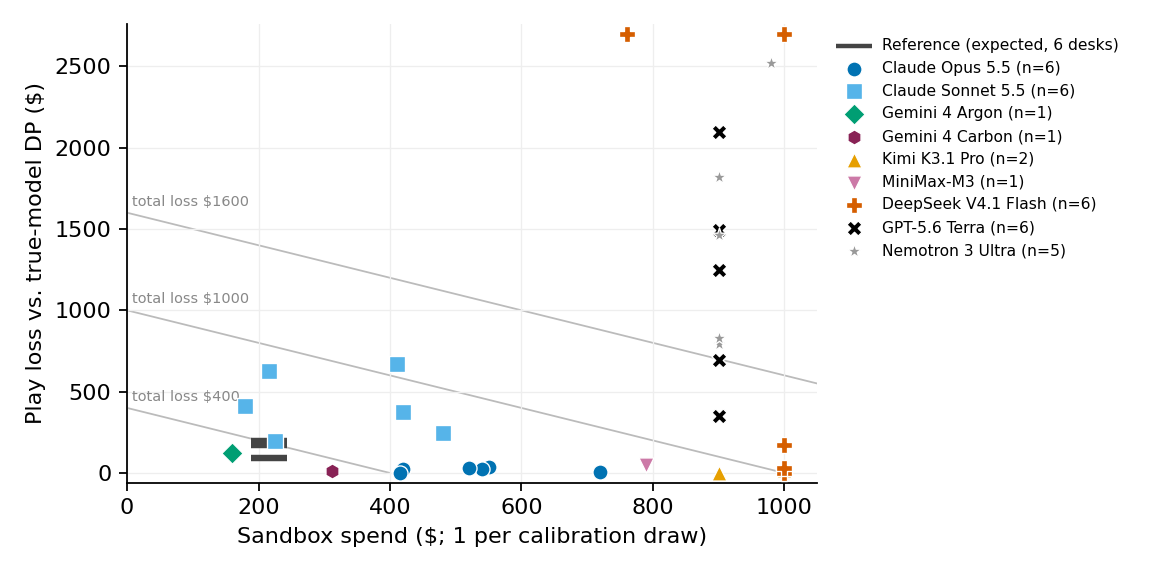 Play loss vs. true-model DP ($)
2500
2000
1500
1000
500
0
total loss $1600
total loss $1000
total loss $400
0
200
400
600
800
1000
Sandbox spend ($; 1 per calibration draw)
Reference (expected, 6 desks)
Claude Opus 5.5 (n=6)
Claude Sonnet 5.5 (n=6)
Gemini 4 Argon (n=1)
Gemini 4 Carbon (n=1)
Kimi K3.1 Pro (n=2)
MiniMax-M3 (n=1)
DeepSeek V4.1 Flash (n=6)
GPT-5.6 Terra (n=6)
Nemotron 3 Ultra (n=5)